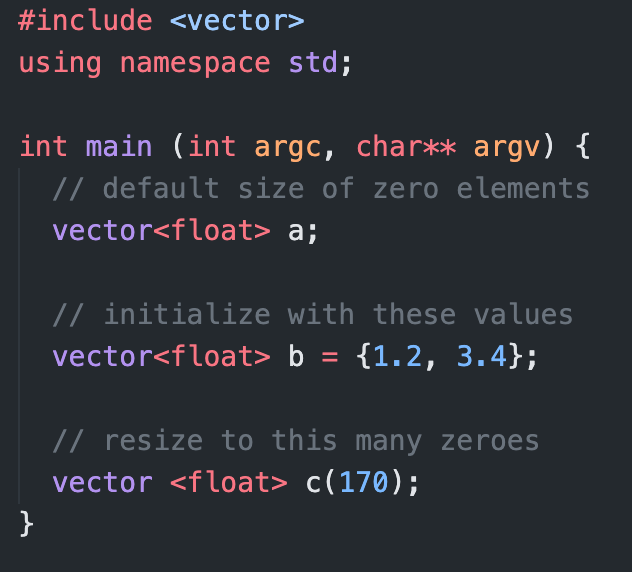 #include <vector>
using namespace std;

int main (int argc, char** argv) {
  // default size of zero elements
  vector<float> a;

  // initialize with these values
  vector<float> b = {1.2, 3.4};

  // resize to this many zeroes
  vector <float> c(170);
}